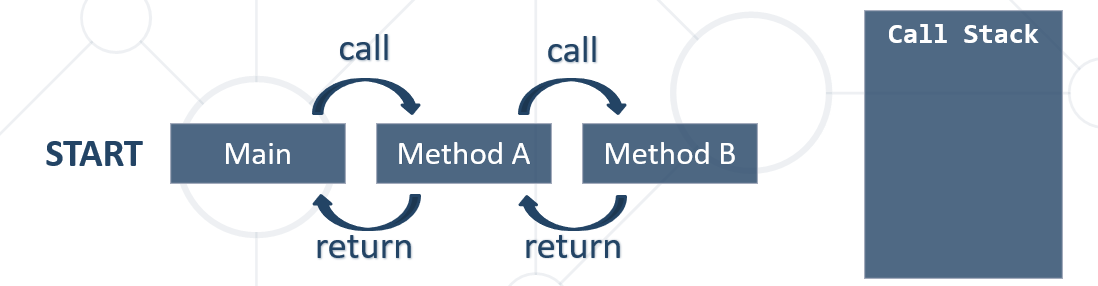 call
call
Call Stack
START
Main
Method A
Method B
return
return